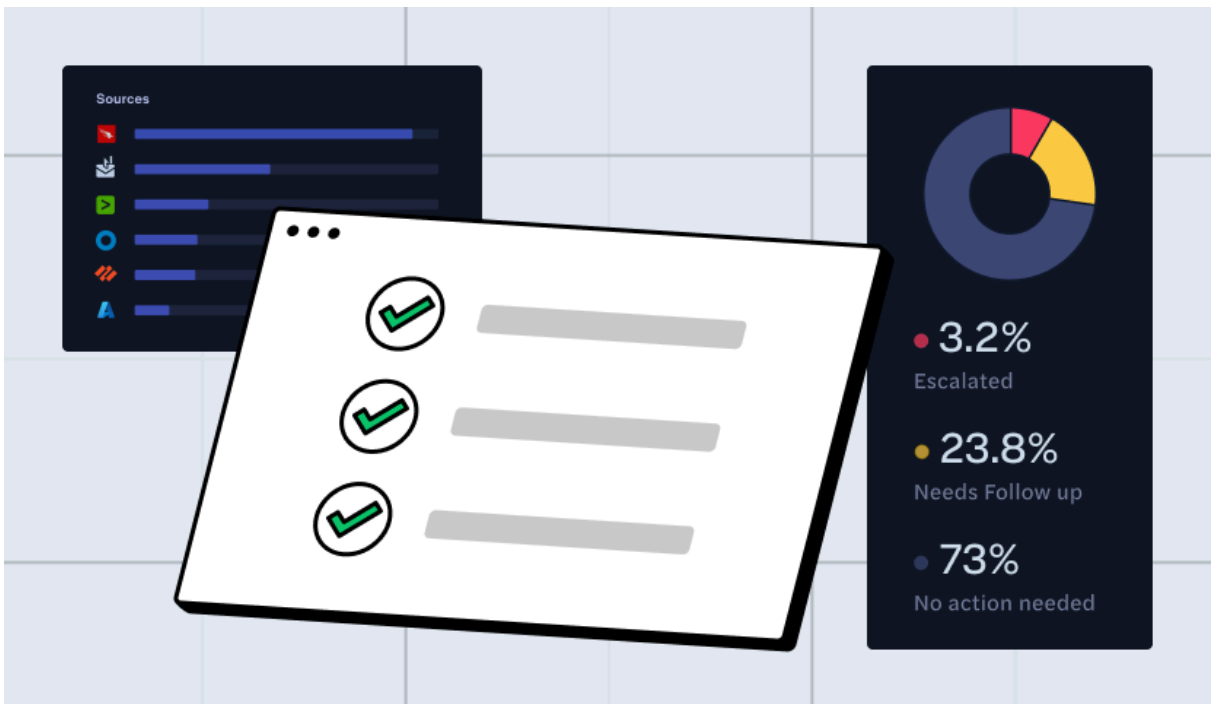 Sources
3.2%
Escalated
23.8%
Needs Follow up
73%
No action needed